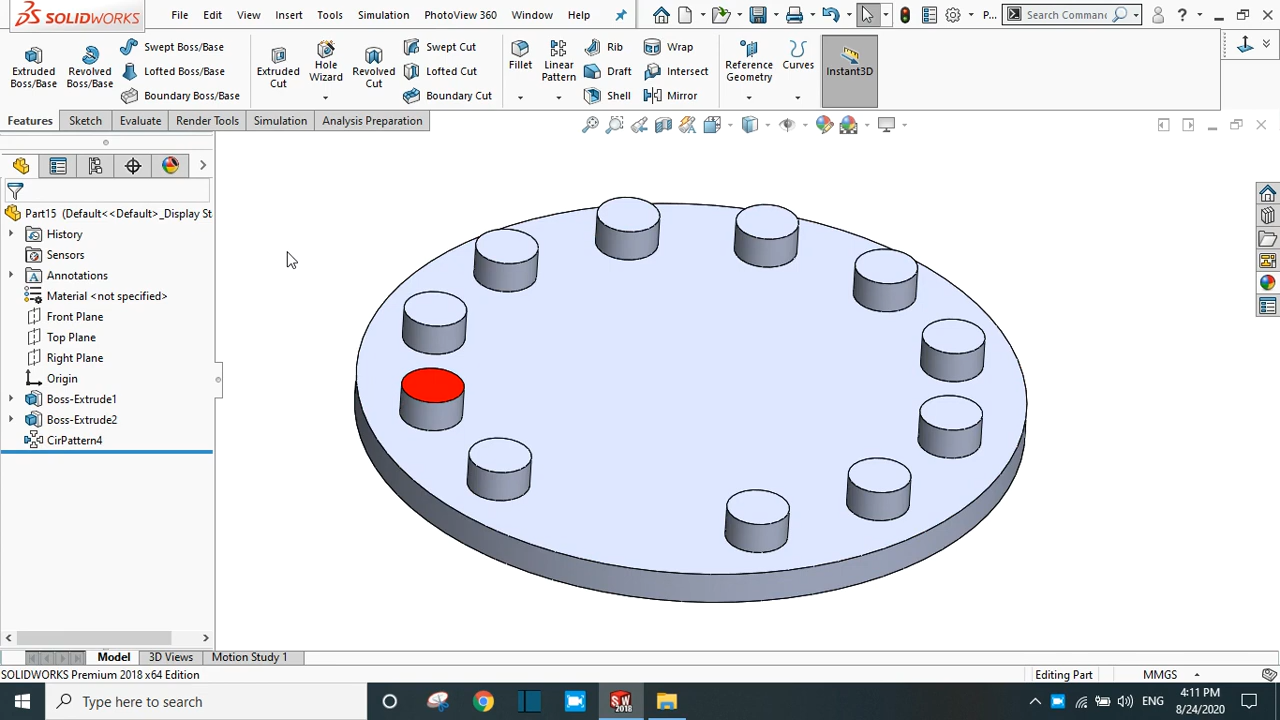 SOLIDWORKS
File Edit View Insert Tools Simulation PhotoView 360 Window Help
P...
Search Comman
?
Extruded Boss/Base
Revolved Boss/Base
Swept Boss/Base
Lofted Boss/Base
Boundary Boss/Base
Extruded Cut
Hole Wizard
Revolved Cut
Swept Cut
Lofted Cut
Boundary Cut
Fillet
Linear Pattern
Rib
Draft
Shell
Wrap
Intersect
Mirror
Reference Geometry
Curves
Instant3D
Features Sketch Evaluate Render Tools Simulation Analysis Preparation
Part15 (Default<<Default>_Display St
History
Sensors
Annotations
Material <not specified>
Front Plane
Top Plane
Right Plane
Origin
Boss-Extrude1
Boss-Extrude2
CirPattern4
Model 3D Views Motion Study 1
SOLIDWORKS Premium 2018 x64 Edition
Editing Part
MMGS
Type here to search
SW
2018
ENG
4:11 PM
8/24/2020